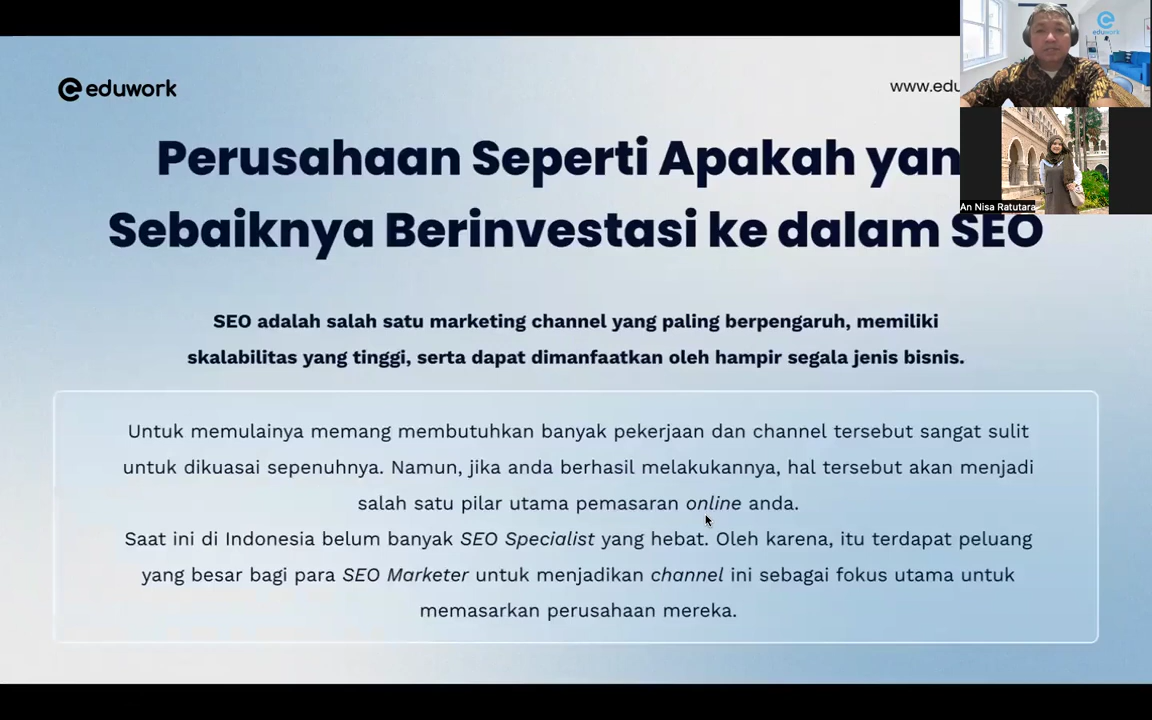 eduwork
www.edu
eduwork
Perusahaan Seperti Apakah yan
Sebaiknya Berinvestasi ke dalam SEO
An Nisa Ratutara
SEO adalah salah satu marketing channel yang paling berpengaruh, memiliki
skalabilitas yang tinggi, serta dapat dimanfaatkan oleh hampir segala jenis bisnis.
Untuk memulainya memang membutuhkan banyak pekerjaan dan channel tersebut sangat sulit
untuk dikuasai sepenuhnya. Namun, jika anda berhasil melakukannya, hal tersebut akan menjadi
salah satu pilar utama pemasaran online anda.
Saat ini di Indonesia belum banyak SEO Specialist yang hebat. Oleh karena, itu terdapat peluang
yang besar bagi para SEO Marketer untuk menjadikan channel ini sebagai fokus utama untuk
memasarkan perusahaan mereka.